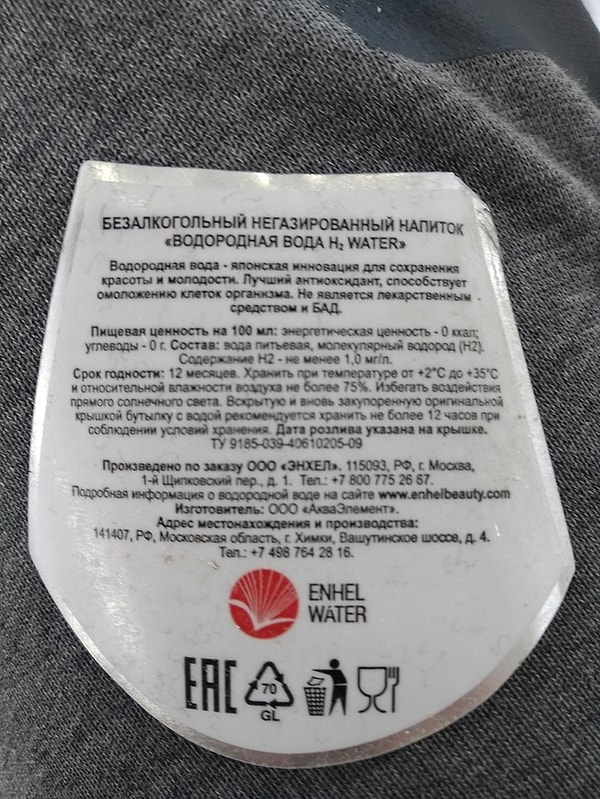 БЕЗАЛКОГОЛЬНЫЙ НЕГАЗИРОВАННЫЙ НАПИТОК
«ВОДОРОДНАЯ ВОДА H₂ WATER»
Водородная вода - японская инновация для сохранения
красоты и молодости. Лучший антиоксидант, способствует
омоложению клеток организма. Не является лекарственным
средством и БАД.
Пищевая ценность на 100 мл: энергетическая ценность - 0 ккал;
углеводы - 0 г. Состав: вода питьевая, молекулярный водород (H2).
Содержание H2 - не менее 1,0 мг/л.
Срок годности: 12 месяцев. Хранить при температуре от +2°С до +35°С
и относительной влажности воздуха не более 75%. Избегать воздействия
прямого солнечного света. Вскрытую и вновь закупоренную оригинальной
крышкой бутылку с водой рекомендуется хранить не более 12 часов при
соблюдении условий хранения. Дата розлива указана на крышке.
ТУ 9185-039-40610205-09
Произведено по заказу ООО «ЭНХЕЛ». 115093, РФ, г. Москва,
1-й Щипковский пер., д. 1. Тел.: +7 800 775 26 87.
Подробная информация о водородной воде на сайте www.enhelbeauty.com
Изготовитель: ООО «АкваЭлемент».
Адрес местонахождения и производства:
141407, РФ, Московская область, г. Химки, Вашутинское шоссе, д. 4.
Тел.: +7 498 764 28 16.
ENHEL
WATER
EAC
70
GL